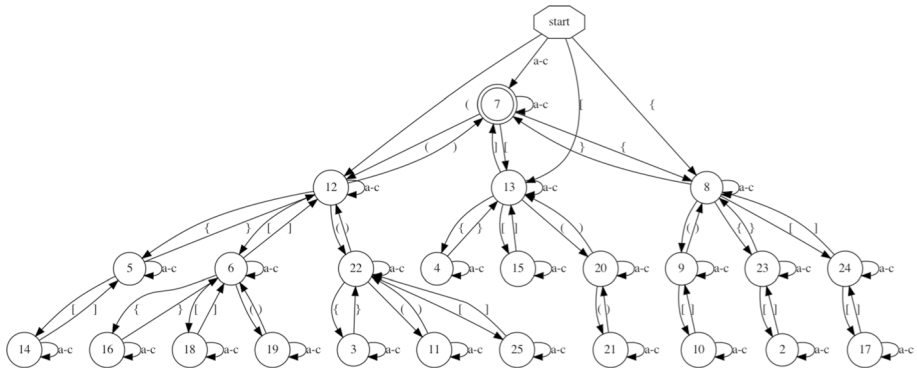 start
a-c
( 7 a-c [ {
( ) ] [ } {
12 a-c 13 a-c 8 a-c
{ } [ ] ( ) { } [ ] ( ) ( ) { } [ ]
5 a-c 6 a-c 22 a-c 4 a-c 15 a-c 20 a-c 9 a-c 23 a-c 24 a-c
[ ] { } [ ] ( ) { } ( ) [ ] ( ) [ ] [ ] [ ]
14 a-c 16 a-c 18 a-c 19 a-c 3 a-c 11 a-c 25 a-c 21 a-c 10 a-c 2 a-c 17 a-c